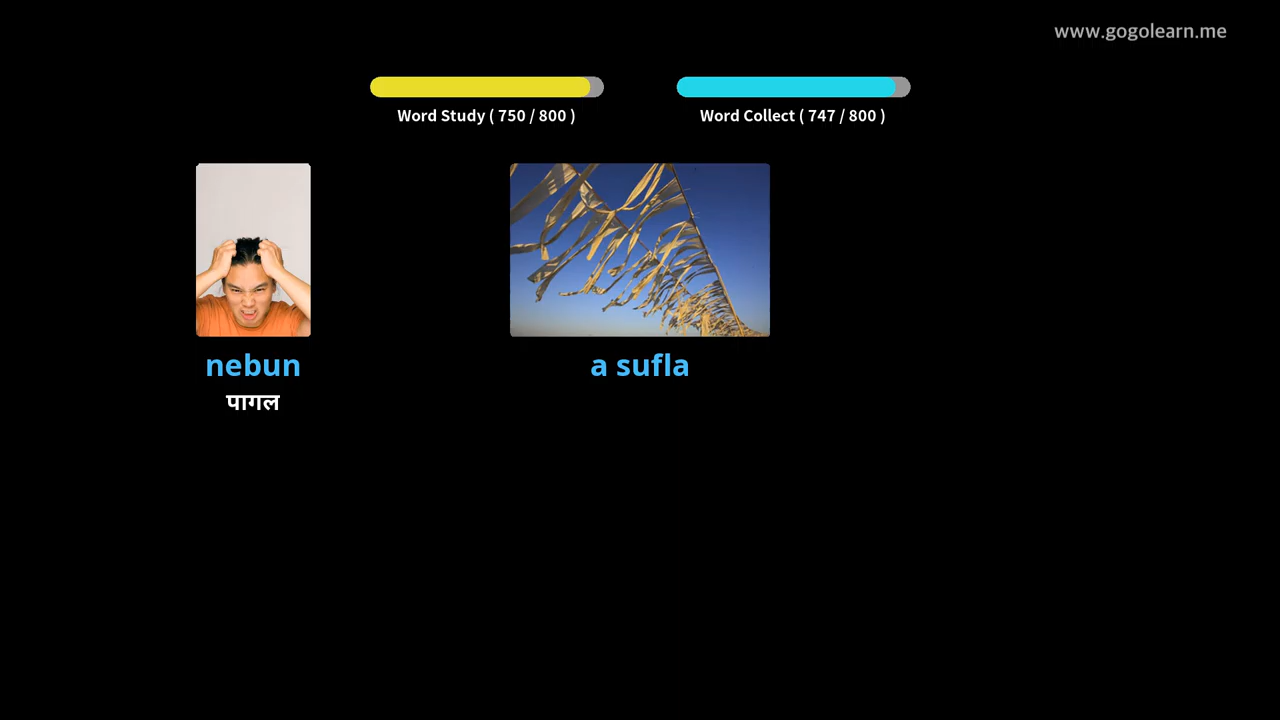 www.gogolearn.me
Word Study ( 750 / 800 )
Word Collect ( 747 / 800 )
nebun
a sufla
पागल